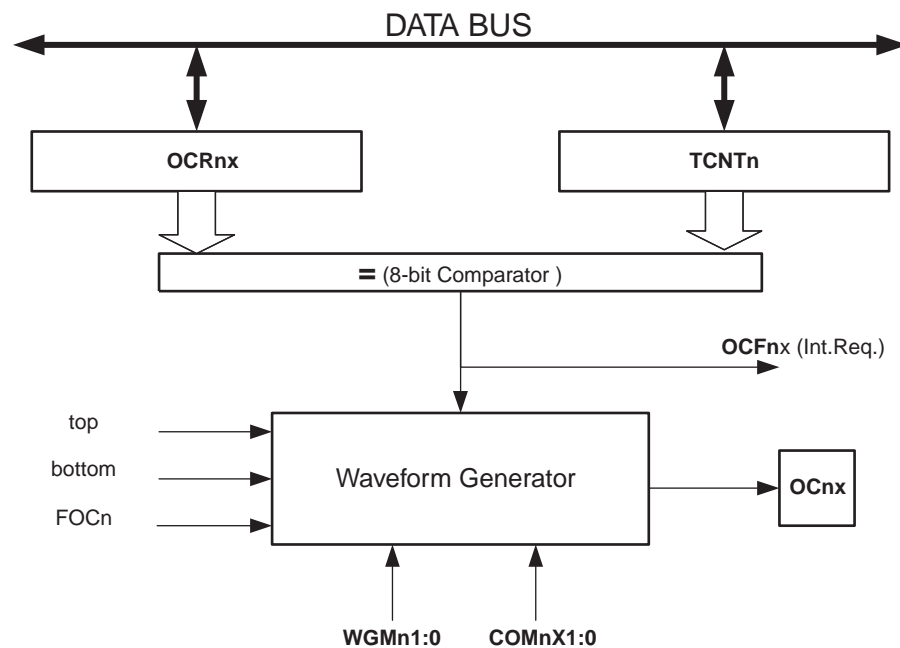 DATA BUS
OCRnx
TCNTn
= (8-bit Comparator )
OCFnx (Int.Req.)
top
bottom
FOCn
Waveform Generator
OCnx
WGMn1:0
COMnX1:0